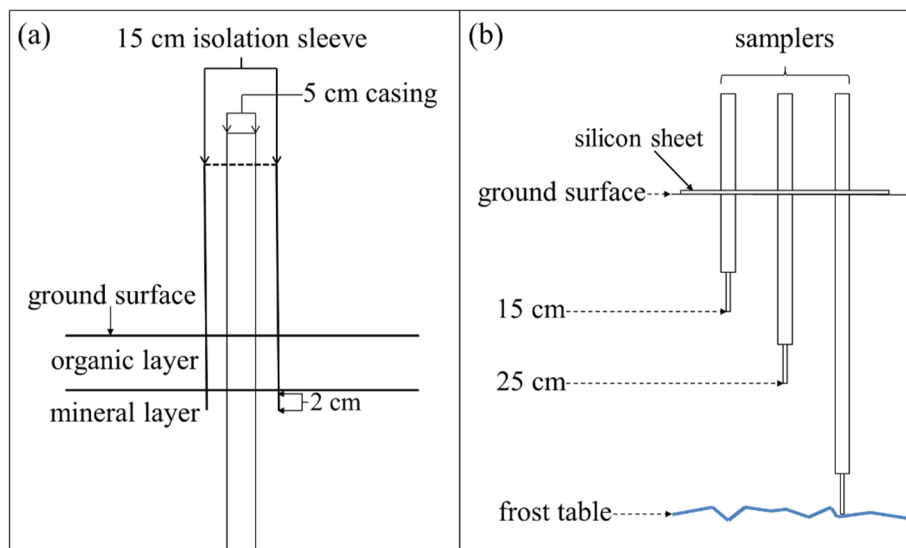 (a)
15 cm isolation sleeve
5 cm casing
ground surface
organic layer
mineral layer
2 cm
(b)
samplers
silicon sheet
ground surface
15 cm
25 cm
frost table